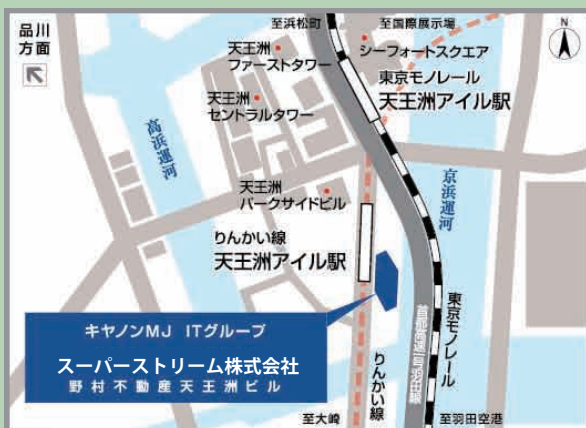 品川
方面
至浜松町
至国際展示場
N
天王洲
ファーストタワー
シーフォートスクエア
東京モノレール
天王洲アイル駅
天王洲
セントラルタワー
高浜運河
京浜運河
天王洲
パークサイドビル
りんかい線
天王洲アイル駅
キヤノンMJ ITグループ
スーパーストリーム株式会社
野村不動産天王洲ビル
首都高速1号羽田線
東京モノレール
りんかい線
至大崎
至羽田空港